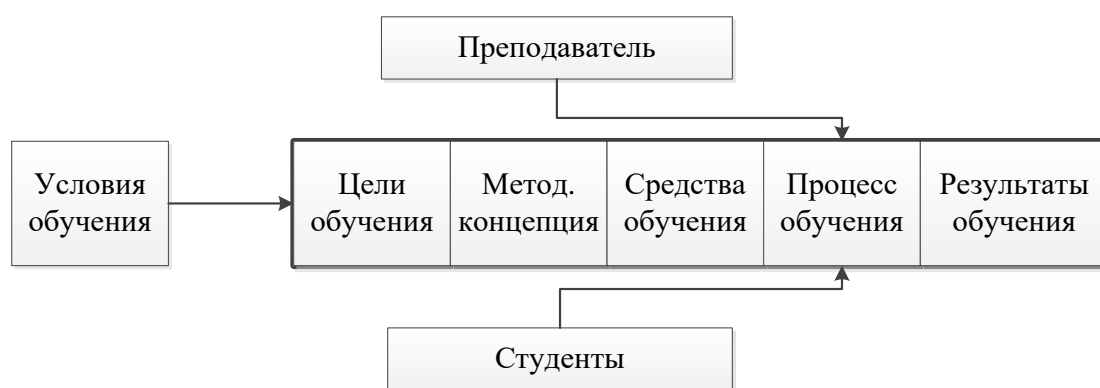 Преподаватель
Условия
обучения
Цели
обучения
Метод.
концепция
Средства
обучения
Процесс
обучения
Результаты
обучения
Студенты